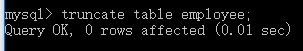 mysql> truncate table employee;
Query OK, 0 rows affected (0.01 sec)